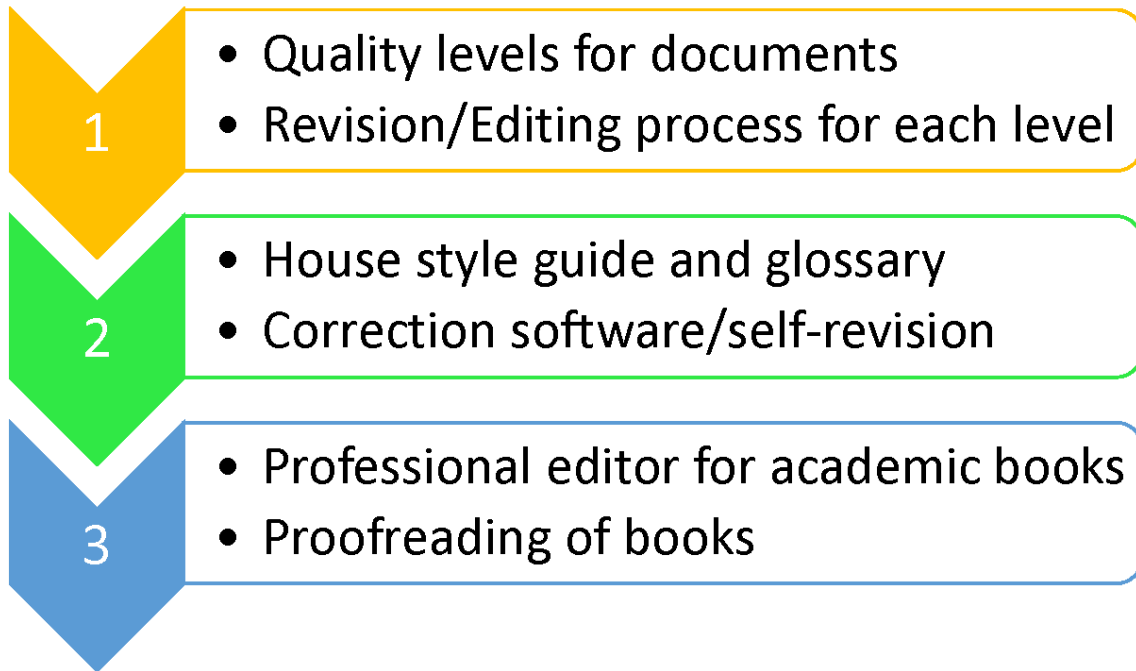 1
• Quality levels for documents
• Revision/Editing process for each level
2
• House style guide and glossary
• Correction software/self-revision
3
• Professional editor for academic books
• Proofreading of books